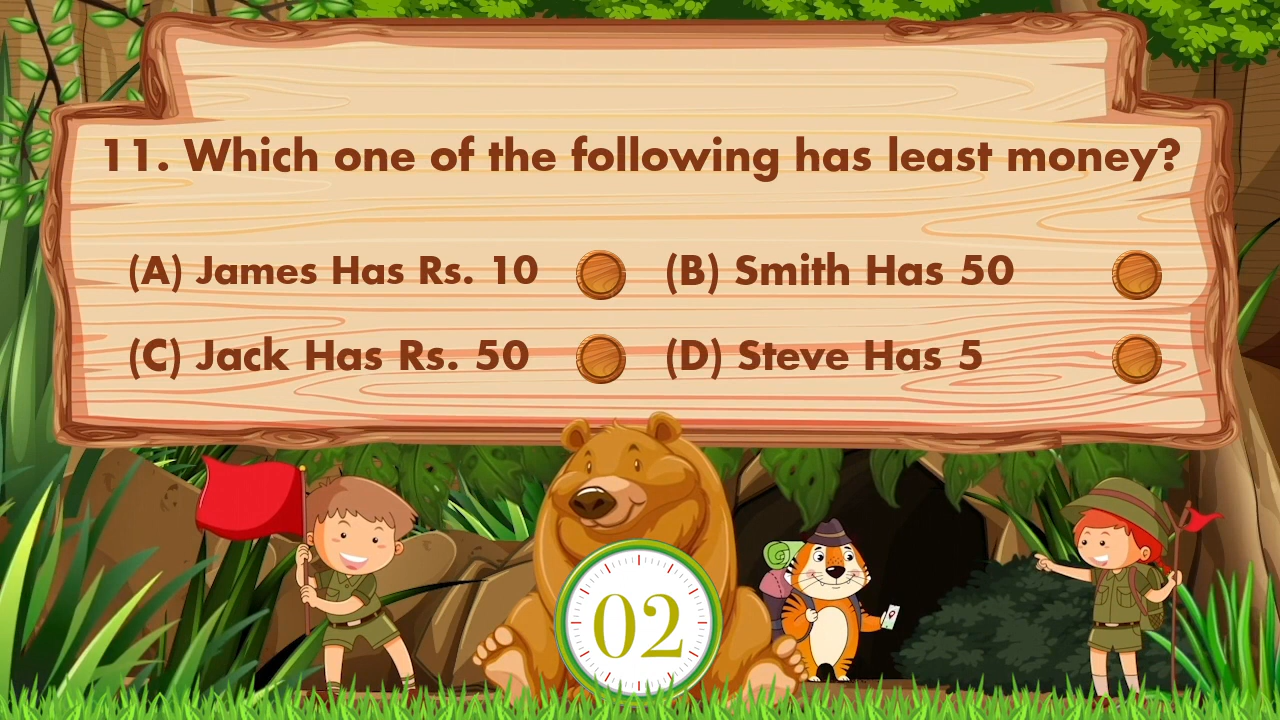 11. Which one of the following has least money?
(A) James Has Rs. 10 (B) Smith Has 50
(C) Jack Has Rs. 50 (D) Steve Has 5
02